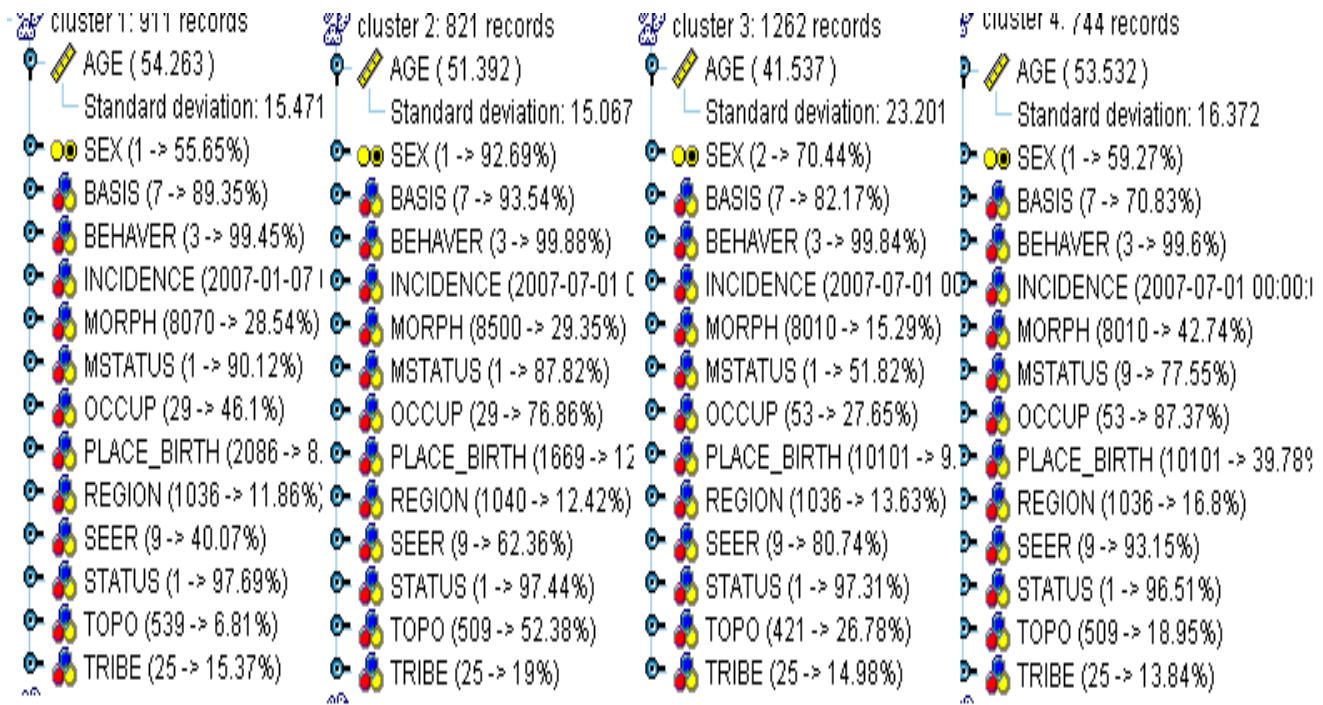 cluster 1: 911 records
AGE ( 54.263 )
Standard deviation: 15.471
SEX (1 -> 55.65%)
BASIS (7 -> 89.35%)
BEHAVER (3 -> 99.45%)
INCIDENCE (2007-01-07
MORPH (8070 -> 28.54%)
MSTATUS (1 -> 90.12%)
OCCUP (29 -> 46.1%)
PLACE_BIRTH (2086 -> 8.
REGION (1036 -> 11.86%)
SEER (9 -> 40.07%)
STATUS (1 -> 97.69%)
TOPO (539 -> 6.81%)
TRIBE (25 -> 15.37%)
cluster 2: 821 records
AGE ( 51.392 )
Standard deviation: 15.067
SEX (1 -> 92.69%)
BASIS (7 -> 93.54%)
BEHAVER (3 -> 99.88%)
INCIDENCE (2007-07-01
MORPH (8500 -> 29.35%)
MSTATUS (1 -> 87.82%)
OCCUP (29 -> 76.86%)
PLACE_BIRTH (1669 -> 12
REGION (1040 -> 12.42%)
SEER (9 -> 62.36%)
STATUS (1 -> 97.44%)
TOPO (509 -> 52.38%)
TRIBE (25 -> 19%)
cluster 3: 1262 records
AGE ( 41.537 )
Standard deviation: 23.201
SEX (2 -> 70.44%)
BASIS (7 -> 82.17%)
BEHAVER (3 -> 99.84%)
INCIDENCE (2007-07-01 00
MORPH (8010 -> 15.29%)
MSTATUS (1 -> 51.82%)
OCCUP (53 -> 27.65%)
PLACE_BIRTH (10101 -> 9.
REGION (1036 -> 13.63%)
SEER (9 -> 80.74%)
STATUS (1 -> 97.31%)
TOPO (421 -> 26.78%)
TRIBE (25 -> 14.98%)
cluster 4: 744 records
AGE ( 53.532 )
Standard deviation: 16.372
SEX (1 -> 59.27%)
BASIS (7 -> 70.83%)
BEHAVER (3 -> 99.6%)
INCIDENCE (2007-07-01 00:00:
MORPH (8010 -> 42.74%)
MSTATUS (9 -> 77.55%)
OCCUP (53 -> 87.37%)
PLACE_BIRTH (10101 -> 39.78%
REGION (1036 -> 16.8%)
SEER (9 -> 93.15%)
STATUS (1 -> 96.51%)
TOPO (509 -> 18.95%)
TRIBE (25 -> 13.84%)